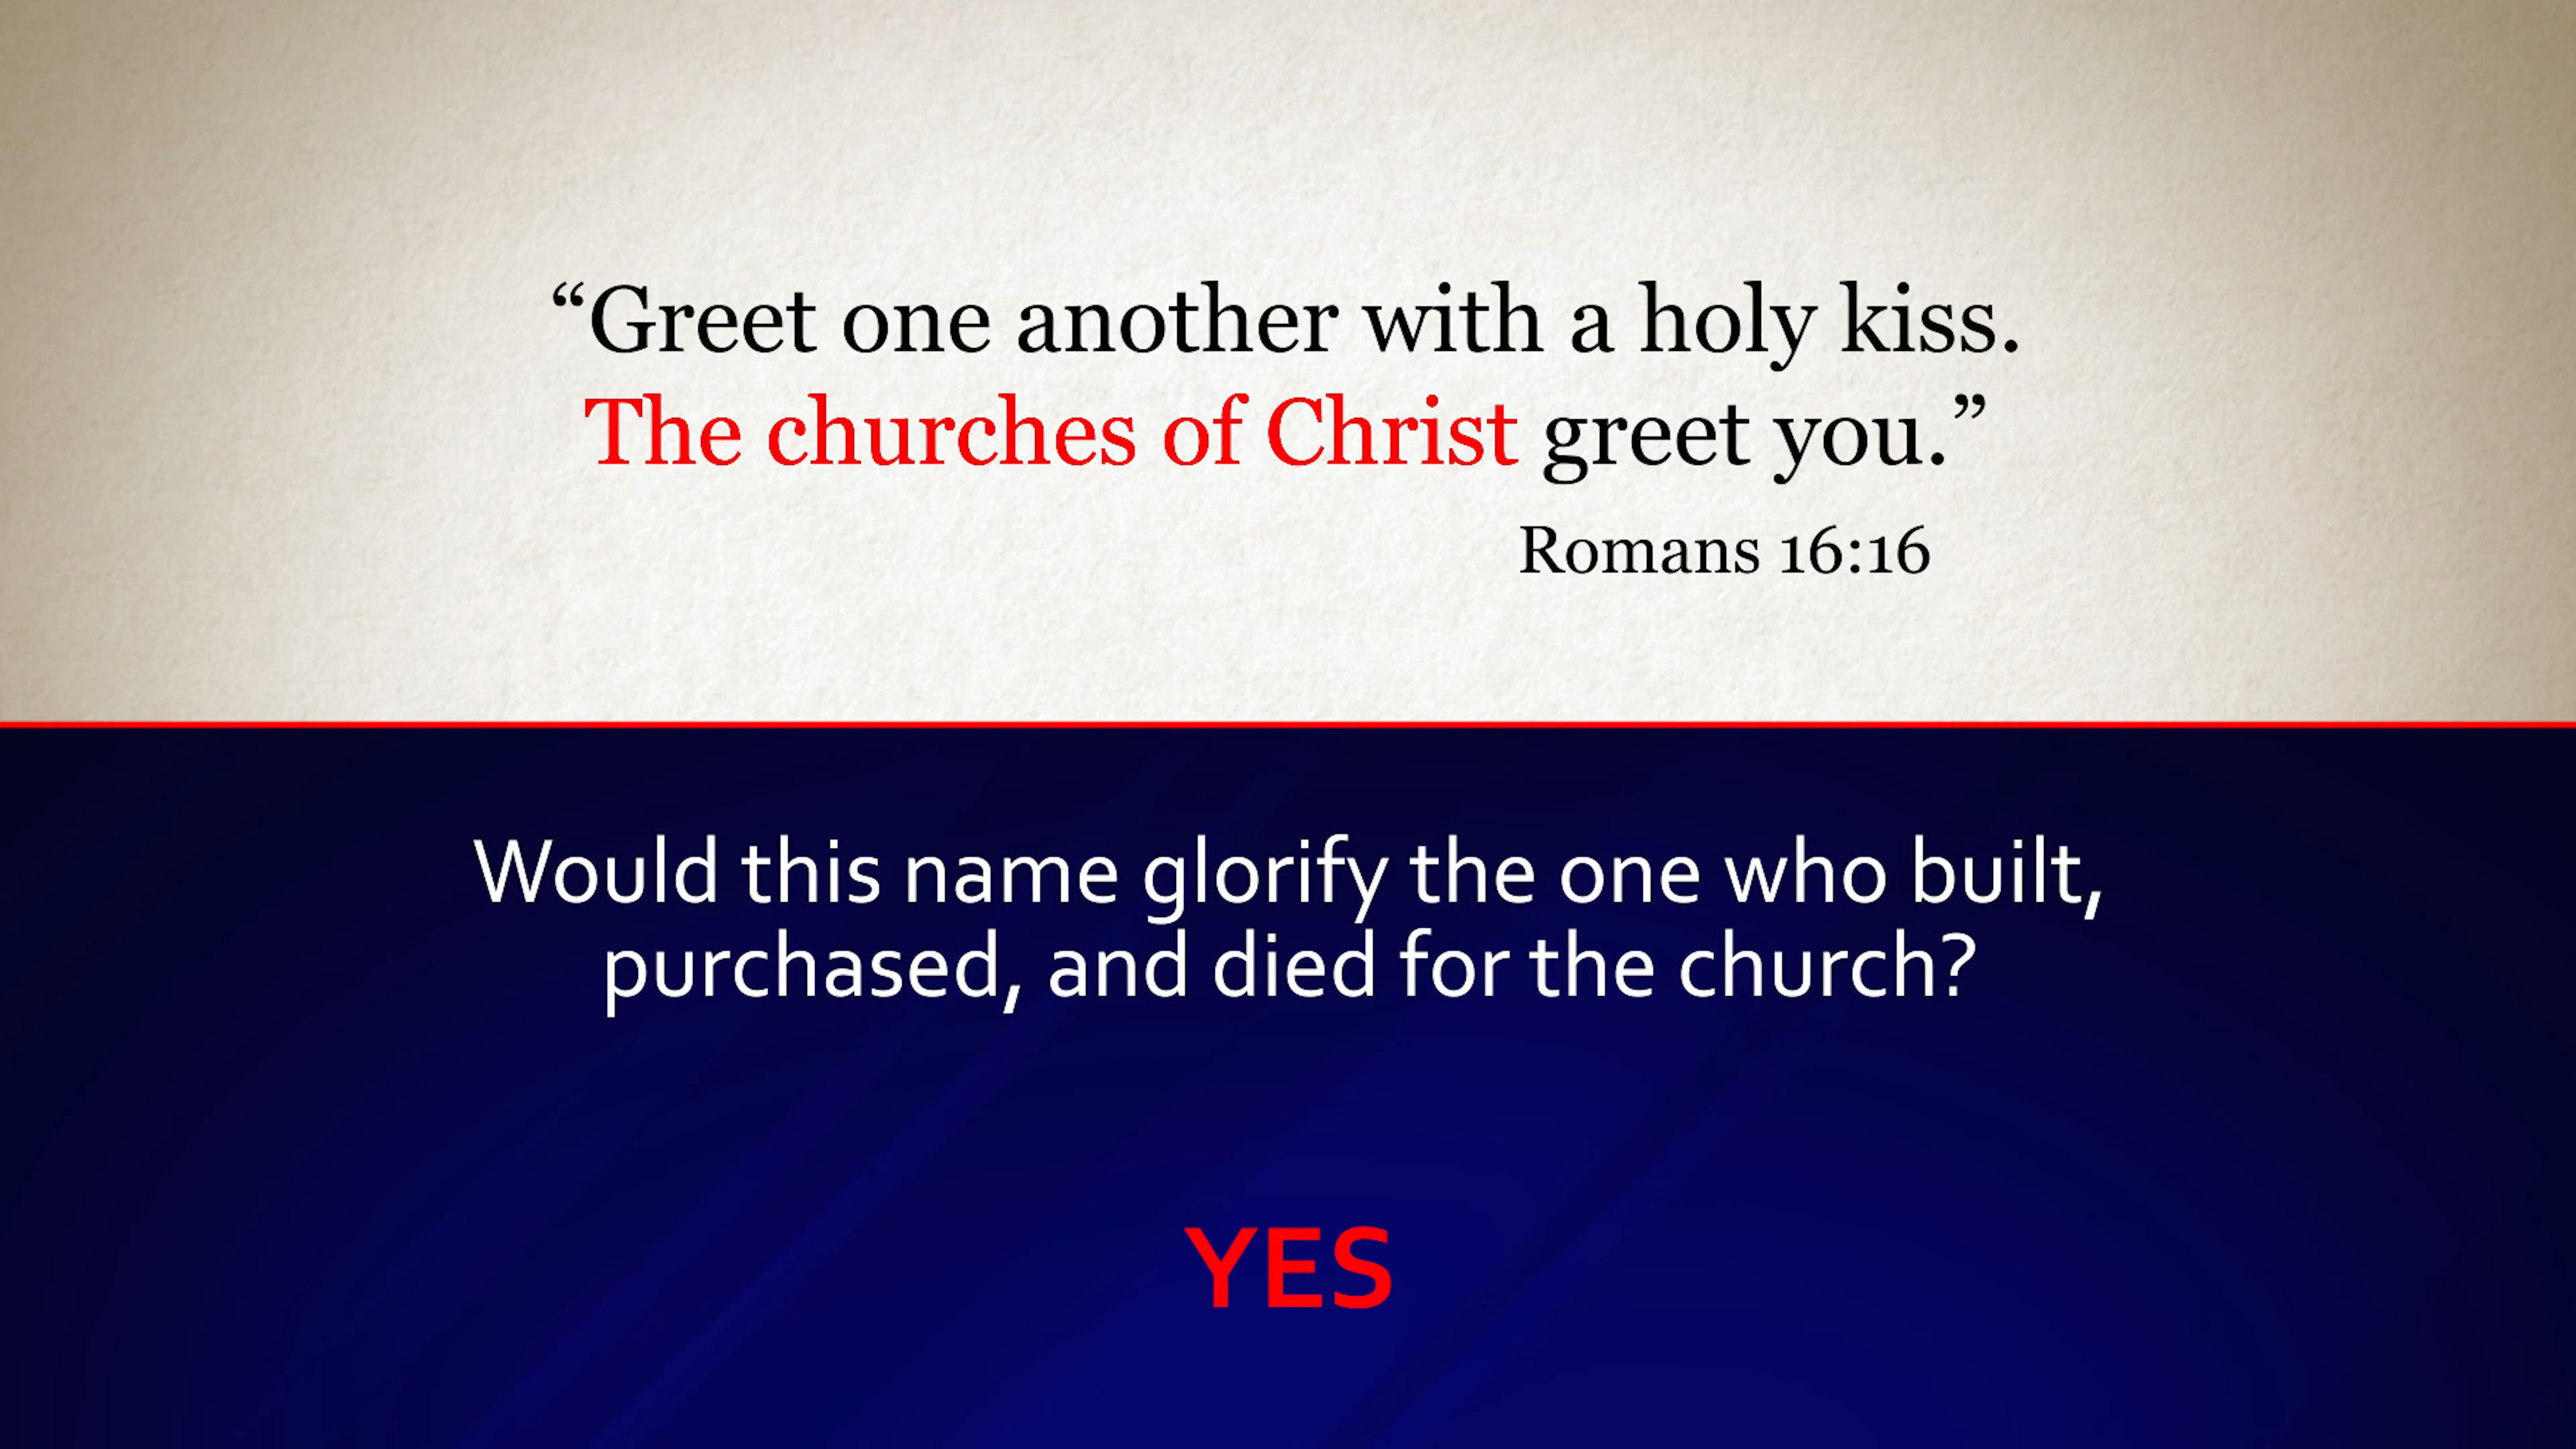 “Greet one another with a holy kiss.
The churches of Christ greet you.”
Romans 16:16
Would this name glorify the one who built,
purchased, and died for the church?
YES